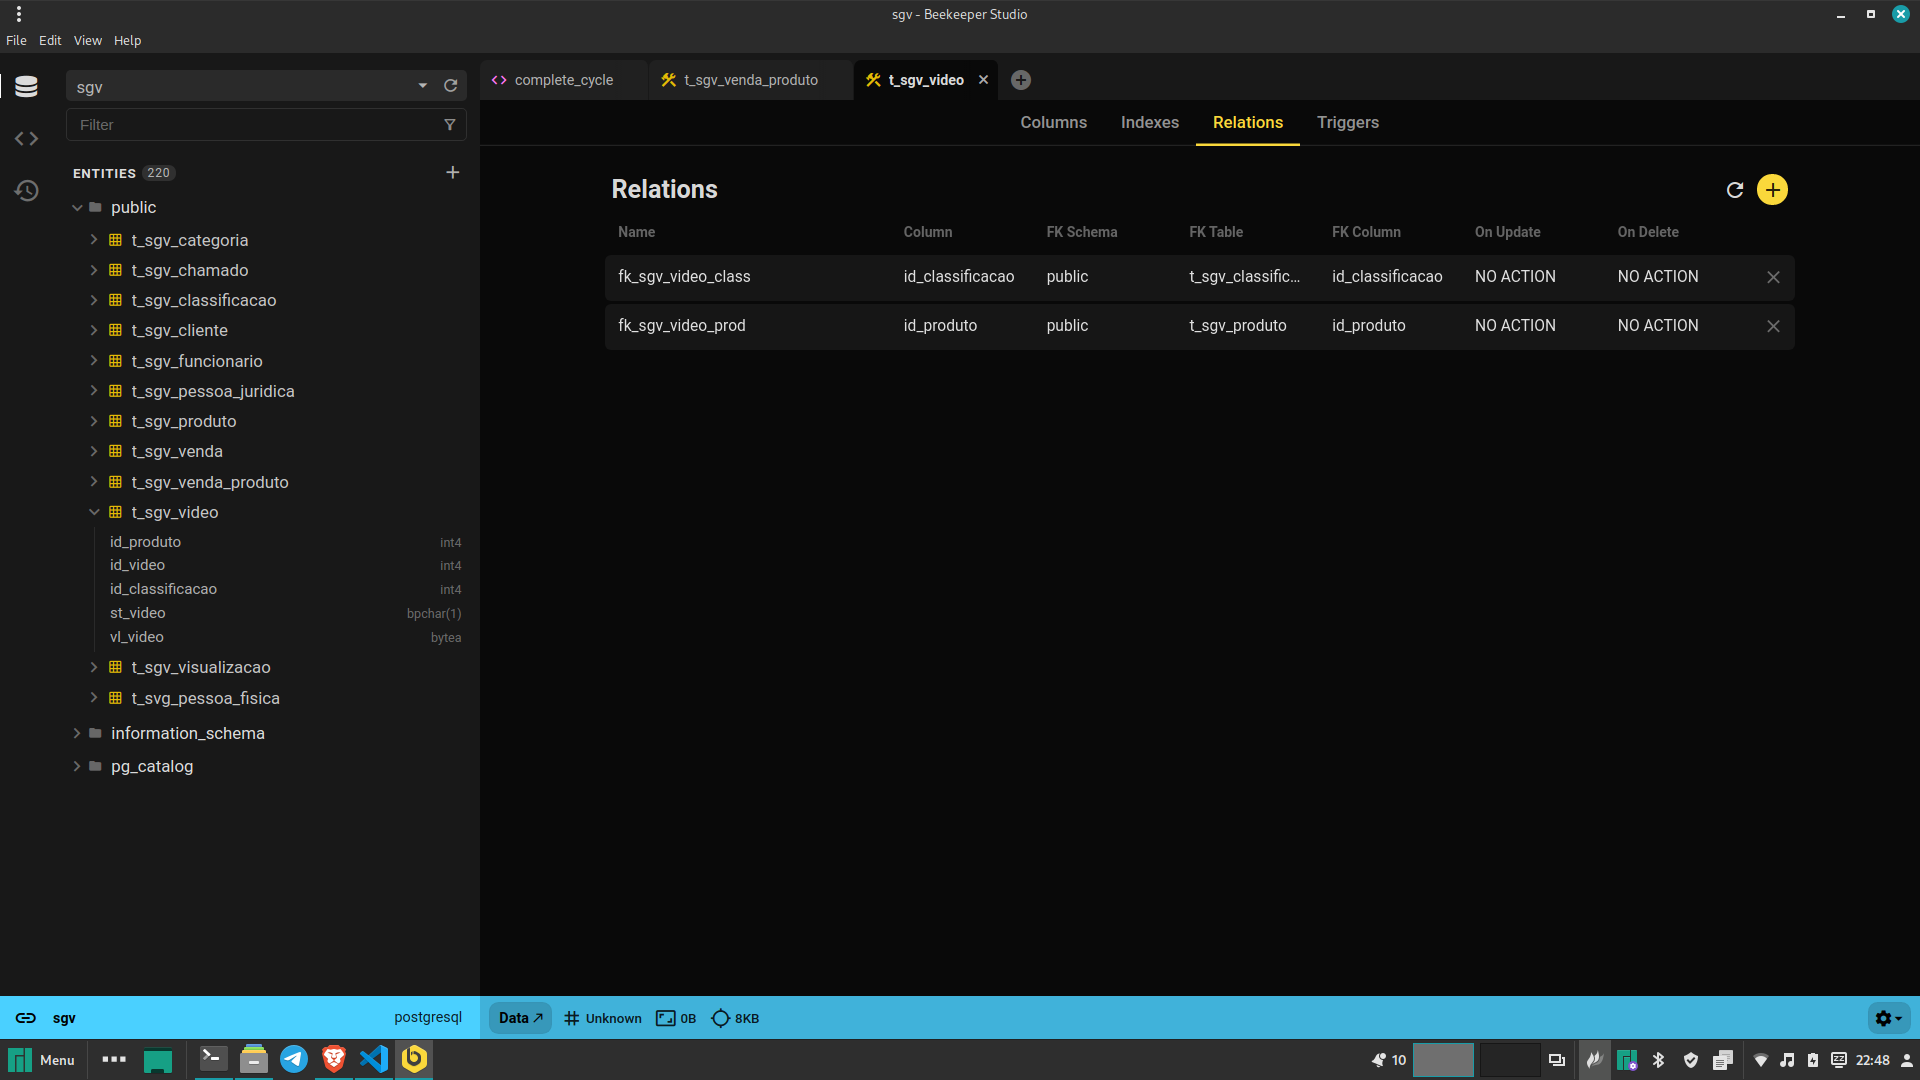 sgv - Beekeeper Studio
File Edit View Help
sgv
Filter
ENTITIES 220
public
t_sgv_categoria
t_sgv_chamado
t_sgv_classificacao
t_sgv_cliente
t_sgv_funcionario
t_sgv_pessoa_juridica
t_sgv_produto
t_sgv_venda
t_sgv_venda_produto
t_sgv_video
id_produto int4
id_video int4
id_classificacao int4
st_video bpchar(1)
vl_video bytea
t_sgv_visualizacao
t_svg_pessoa_fisica
information_schema
pg_catalog
complete_cycle t_sgv_venda_produto t_sgv_video
Columns Indexes Relations Triggers
Relations
Name Column FK Schema FK Table FK Column On Update On Delete
fk_sgv_video_class id_classificacao public t_sgv_classific... id_classificacao NO ACTION NO ACTION
fk_sgv_video_prod id_produto public t_sgv_produto id_produto NO ACTION NO ACTION
sgv postgresql Data Unknown 0B 8KB
Menu 10 22:48